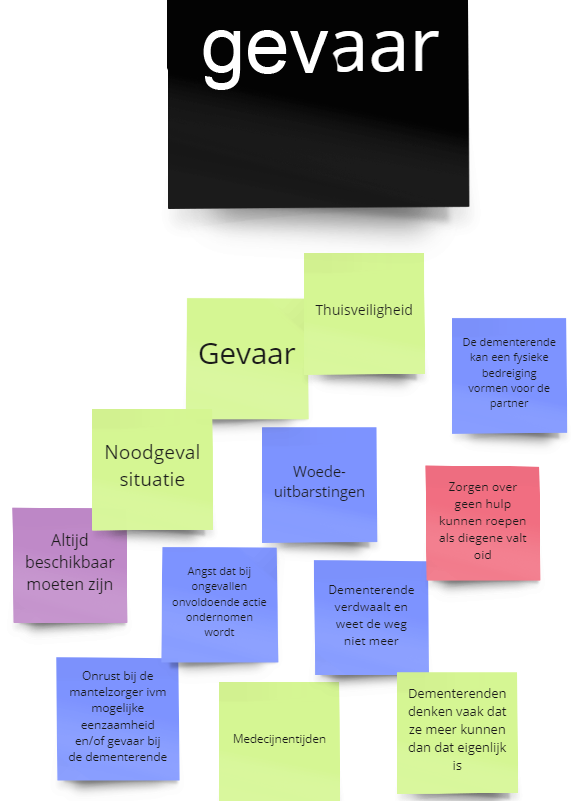 gevaar
Thuisveiligheid
Gevaar
De dementerende
kan een fysieke
bedreiging
vormen voor de
partner
Noodgeval
situatie
Woede-
uitbarstingen
Zorgen over
geen hulp
kunnen roepen
als diegene valt
oid
Altijd
beschikbaar
moeten zijn
Angst dat bij
ongevallen
onvoldoende actie
ondernomen
wordt
Dementerende
verdwaalt en
weet de weg
niet meer
Onrust bij de
mantelzorger ivm
mogelijke
eenzaamheid
en/of gevaar bij
de dementerende
Medecijnentijden
Dementerenden
denken vaak dat
ze meer kunnen
dan dat eigenlijk
is